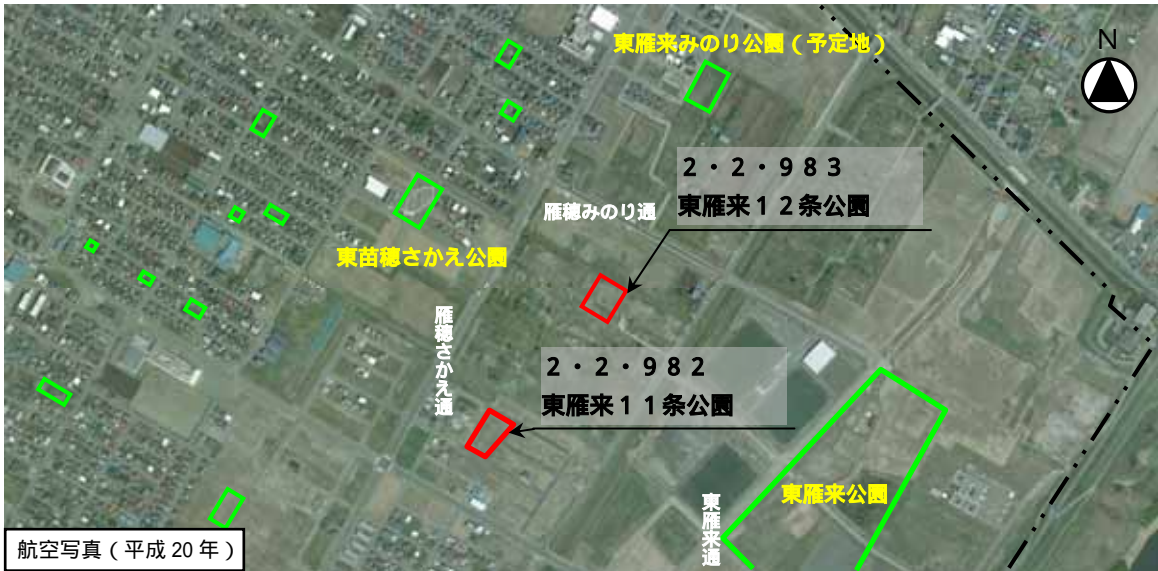 東雁来みのり公園（予定地）
N
２・２・９８３
東雁来１２条公園
雁穂みのり通
東苗穂さかえ公園
雁穂さかえ通
２・２・９８２
東雁来１１条公園
東雁来公園
東雁来通
航空写真（平成 20 年）